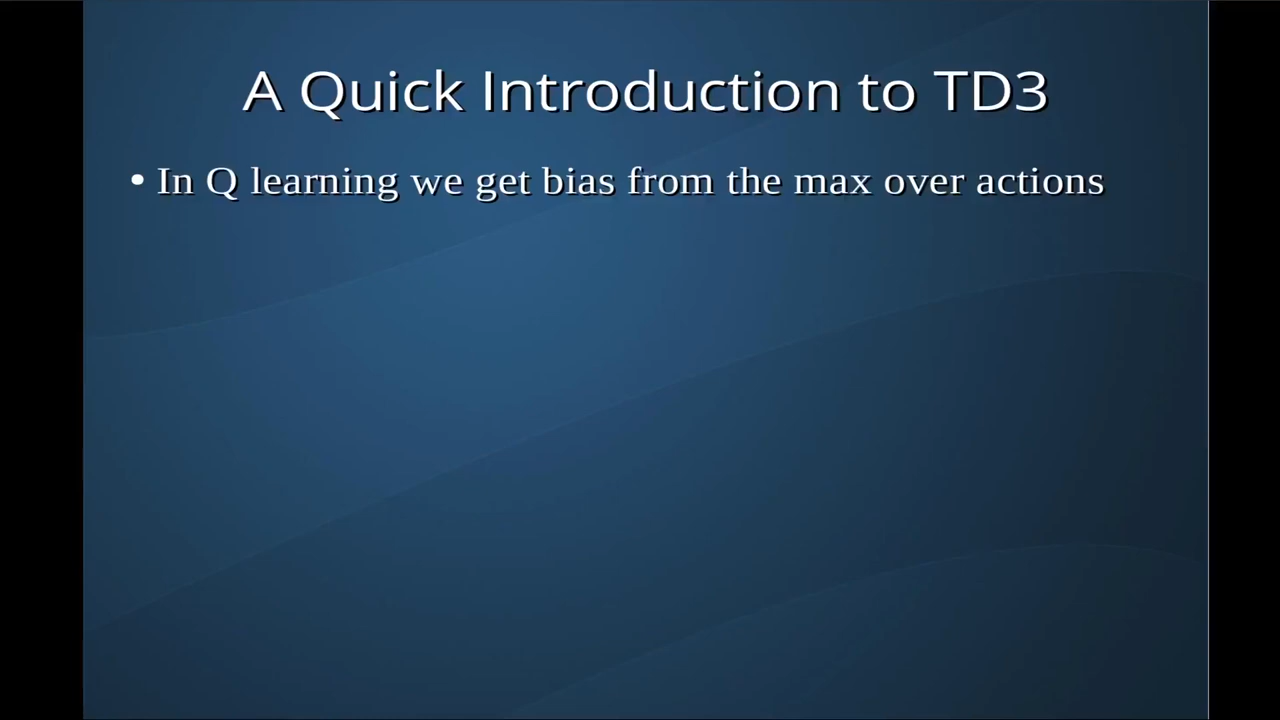 A Quick Introduction to TD3
• In Q learning we get bias from the max over actions